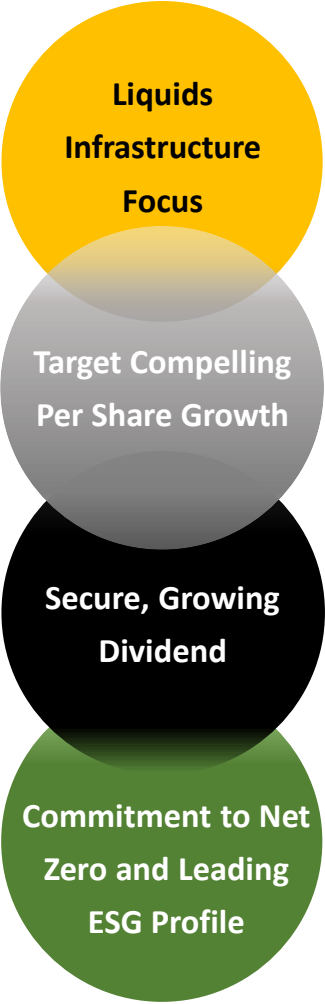 Liquids
Infrastructure
Focus
Target Compelling
Per Share Growth
Secure, Growing
Dividend
Commitment to Net
Zero and Leading
ESG Profile